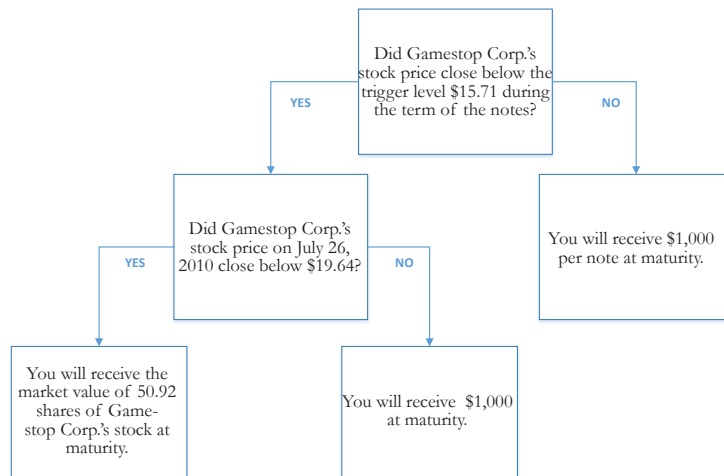 Did Gamestop Corp.'s
stock price close below the
trigger level $15.71 during
the term of the notes?
YES
NO
Did Gamestop Corp.'s
stock price on July 26,
2010 close below $19.64?
You will receive $1,000
per note at maturity.
YES
NO
You will receive the
market value of 50.92
shares of Game-
stop Corp.'s stock at
maturity.
You will receive $1,000
at maturity.